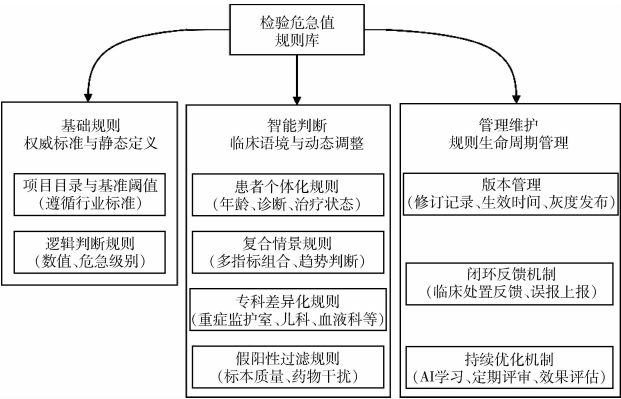 检验危急值
规则库
基础规则
权威标准与静态定义
项目目录与基准阈值
(遵循行业标准)
逻辑判断规则
(数值、危急级别)
智能判断
临床语境与动态调整
患者个体化规则
(年龄、诊断、治疗状态)
复合情景规则
(多指标组合、趋势判断)
专科差异化规则
(重症监护室、儿科、血液科等)
假阳性过滤规则
(标本质量、药物干扰)
管理维护
规则生命周期管理
版本管理
(修订记录、生效时间、灰度发布)
闭环反馈机制
(临床处置反馈、误报上报)
持续优化机制
(AI学习、定期评审、效果评估)